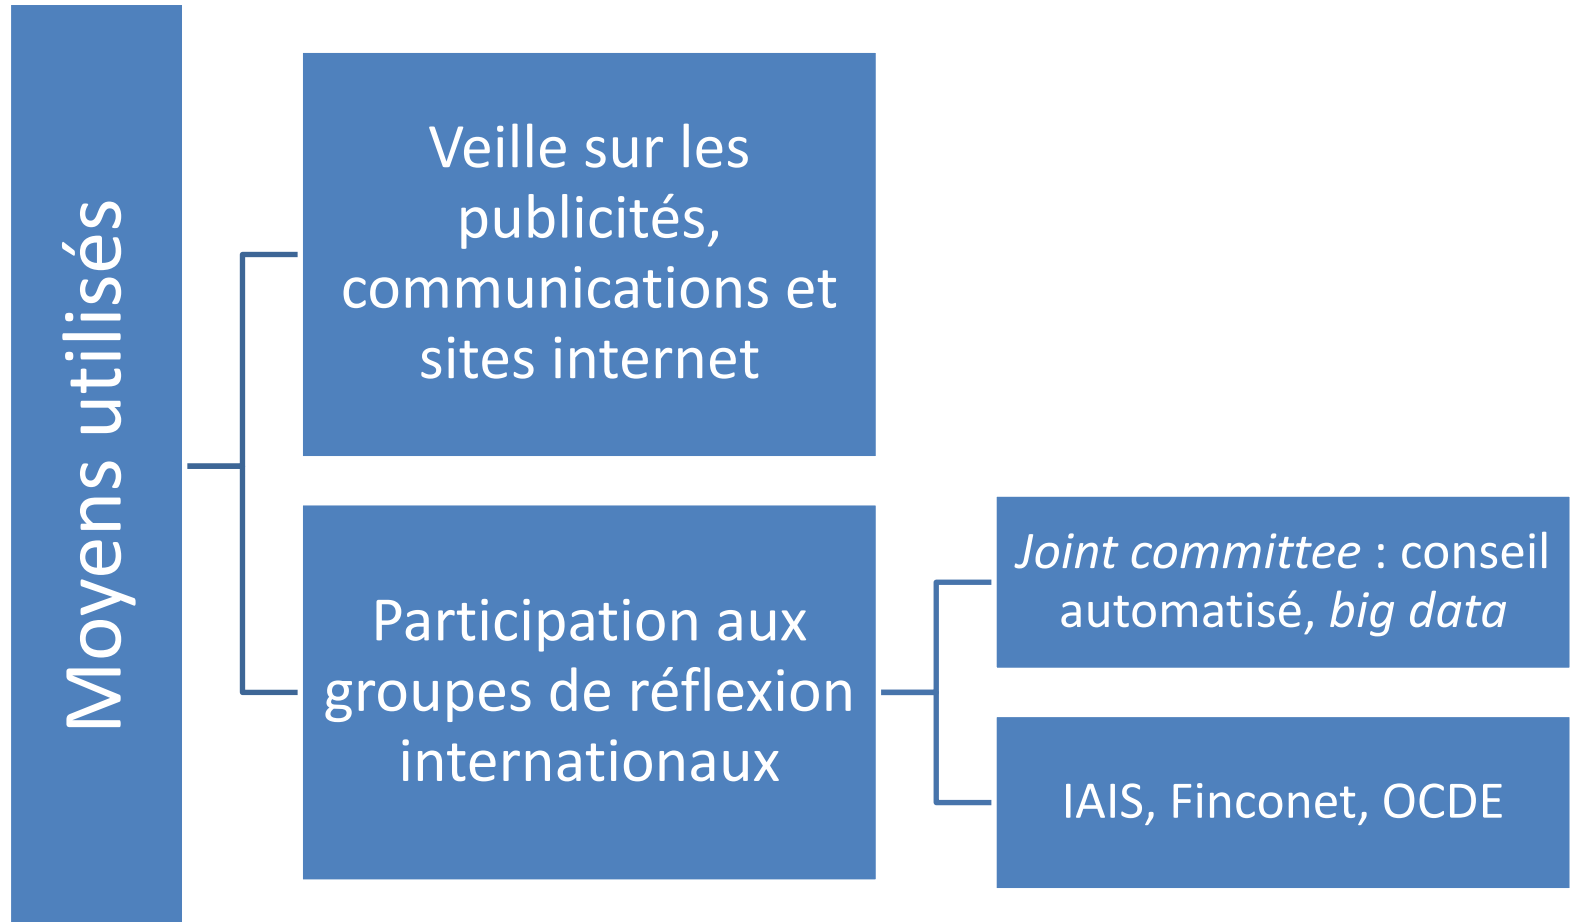 Moyens utilisés
Veille sur les
publicités,
communications et
sites internet
Participation aux
groupes de réflexion
internationaux
Joint committee : conseil
automatisé, big data
IAIS, Finconet, OCDE